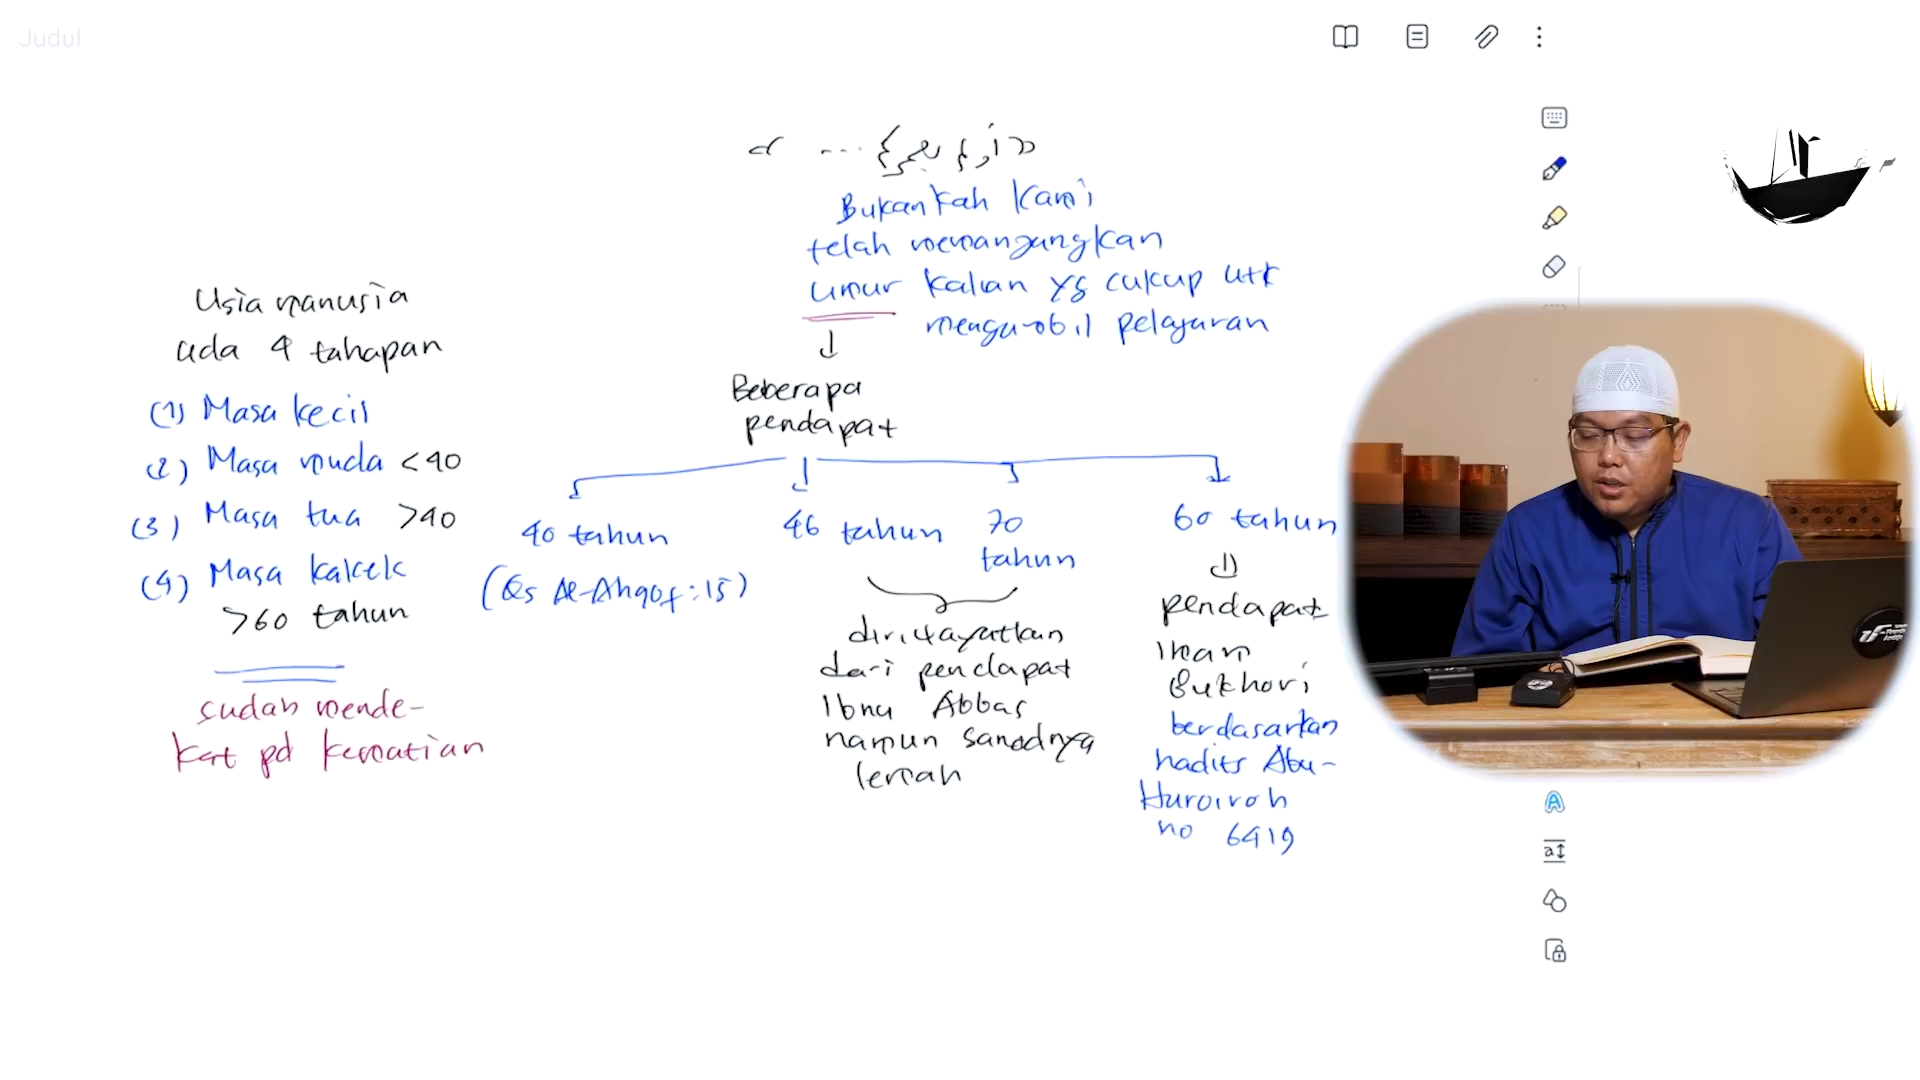 Judul
Bukankah Kami
telah memanjangkan
umur kalian yg cukup utk
mengambil pelajaran
Beberapa
pendapat
40 tahun
(Qs Al-Ahqof: 15)
46 tahun
70
tahun
diriwayatkan
dari pendapat
Ibnu Abbas
namun sanadnya
lemah
60 tahun
pendapat
Imam
Bukhori
berdasarkan
hadits Abu-
Huroiroh
no 6419
Usia manusia
ada 4 tahapan
(1) Masa kecil
(2) Masa muda <40
(3) Masa tua >40
(4) Masa kakek
>60 tahun
sudah mende-
kat pd kematian